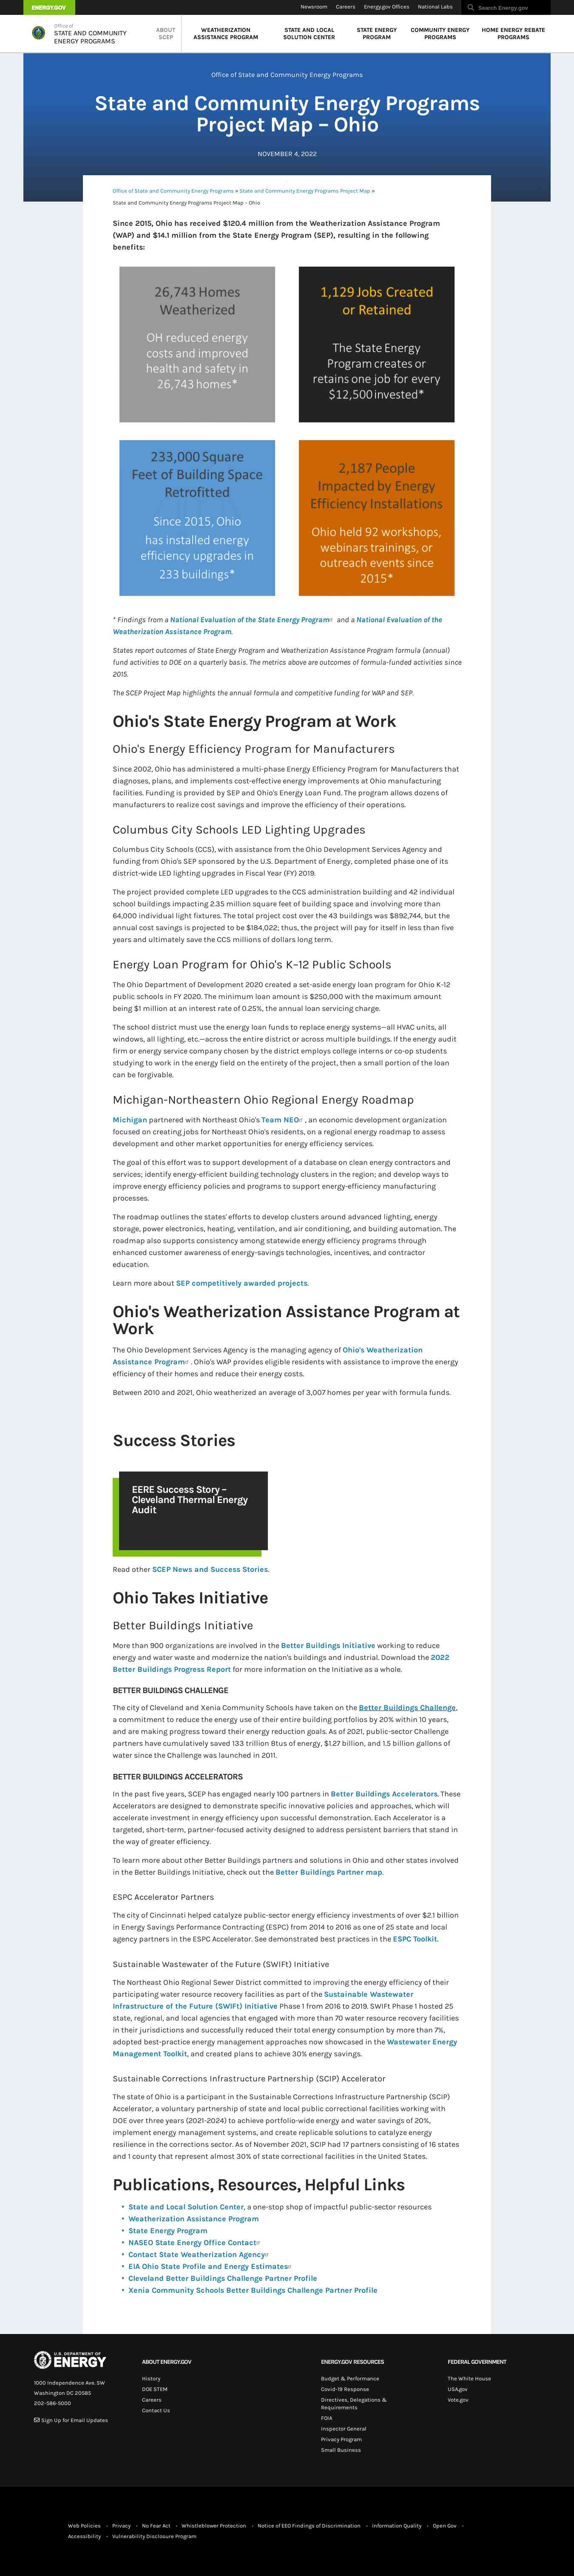 ENERGY.GOV
Newsroom
Careers
Energy.gov Offices
National Labs
Search Energy.gov
Office of
STATE AND COMMUNITY
ENERGY PROGRAMS
ABOUT
SCEP
WEATHERIZATION
ASSISTANCE PROGRAM
STATE AND LOCAL
SOLUTION CENTER
STATE ENERGY
PROGRAM
COMMUNITY ENERGY
PROGRAMS
HOME ENERGY REBATE
PROGRAMS
Office of State and Community Energy Programs
State and Community Energy Programs
Project Map – Ohio
NOVEMBER 4, 2022
Office of State and Community Energy Programs » State and Community Energy Programs Project Map »
State and Community Energy Programs Project Map – Ohio
Since 2015, Ohio has received $120.4 million from the Weatherization Assistance Program
(WAP) and $14.1 million from the State Energy Program (SEP), resulting in the following
benefits:
26,743 Homes
Weatherized
OH reduced energy
costs and improved
health and safety in
26,743 homes*
1,129 Jobs Created
or Retained
The State Energy
Program creates or
retains one job for every
$12,500 invested*
233,000 Square
Feet of Building Space
Retrofitted
Since 2015, Ohio
has installed energy
efficiency upgrades in
233 buildings*
2,187 People
Impacted by Energy
Efficiency Installations
Ohio held 92 workshops,
webinars trainings, or
outreach events since
2015*
* Findings from a National Evaluation of the State Energy Program and a National Evaluation of the
Weatherization Assistance Program.
States report outcomes of State Energy Program and Weatherization Assistance Program formula (annual)
fund activities to DOE on a quarterly basis. The metrics above are outcomes of formula-funded activities since
2015.
The SCEP Project Map highlights the annual formula and competitive funding for WAP and SEP.
Ohio's State Energy Program at Work
Ohio's Energy Efficiency Program for Manufacturers
Since 2002, Ohio has administered a multi-phase Energy Efficiency Program for Manufacturers that
diagnoses, plans, and implements cost-effective energy improvements at Ohio manufacturing
facilities. Funding is provided by SEP and Ohio's Energy Loan Fund. The program allows dozens of
manufacturers to realize cost savings and improve the efficiency of their operations.
Columbus City Schools LED Lighting Upgrades
Columbus City Schools (CCS), with assistance from the Ohio Development Services Agency and
funding from Ohio's SEP sponsored by the U.S. Department of Energy, completed phase one of its
district-wide LED lighting upgrades in Fiscal Year (FY) 2019.
The project provided complete LED upgrades to the CCS administration building and 42 individual
school buildings impacting 2.35 million square feet of building space and involving more than
64,000 individual light fixtures. The total project cost over the 43 buildings was $892,744, but the
annual cost savings is projected to be $184,022; thus, the project will pay for itself in less than five
years and ultimately save the CCS millions of dollars long term.
Energy Loan Program for Ohio's K–12 Public Schools
The Ohio Department of Development 2020 created a set-aside energy loan program for Ohio K-12
public schools in FY 2020. The minimum loan amount is $250,000 with the maximum amount
being $1 million at an interest rate of 0.25%, the annual loan servicing charge.
The school district must use the energy loan funds to replace energy systems—all HVAC units, all
windows, all lighting, etc.—across the entire district or across multiple buildings. If the energy audit
firm or energy service company chosen by the district employs college interns or co-op students
studying to work in the energy field on the entirety of the project, then the total amount of the loan
can be forgivable.
Michigan-Northeastern Ohio Regional Energy Roadmap
Michigan partnered with Northeast Ohio's Team NEO , an economic development organization
focused on creating jobs for Northeast Ohio's residents, on a regional energy roadmap to assess
development and other market opportunities for energy efficiency services.
The goal of this effort was to support development of a database on clean energy contractors and
services; identify energy-efficient building technology clusters in the region; and develop ways to
improve energy efficiency policies and programs to support energy-efficiency manufacturing
processes.
The roadmap outlines the states' efforts to develop clusters around advanced lighting, energy
storage, power electronics, heating, ventilation, and air conditioning, and building automation. The
roadmap also supports consistency among statewide energy efficiency programs through
enhanced customer awareness of energy-savings technologies, incentives, and contractor
education.
Learn more about SEP competitively awarded projects.
Ohio's Weatherization Assistance Program at
Work
The Ohio Development Services Agency is the managing agency of Ohio's Weatherization
Assistance Program . Ohio's WAP provides eligible residents with assistance to improve the energy
efficiency of their homes and reduce their energy costs.
Between 2010 and 2021, Ohio weatherized an average of 3,007 homes per year with formula funds.
Success Stories
EERE Success Story –
Cleveland Thermal Energy
Audit
Read other SCEP News and Success Stories.
Ohio Takes Initiative
Better Buildings Initiative
More than 900 organizations are involved in the Better Buildings Initiative working to reduce
energy and water waste and modernize the nation's buildings and industrial. Download the 2022
Better Buildings Progress Report for more information on the Initiative as a whole.
BETTER BUILDINGS CHALLENGE
The city of Cleveland and Xenia Community Schools have taken on the Better Buildings Challenge,
a commitment to reduce the energy use of their entire building portfolios by 20% within 10 years,
and are making progress toward their energy reduction goals. As of 2021, public-sector Challenge
partners have cumulatively saved 133 trillion Btus of energy, $1.27 billion, and 1.5 billion gallons of
water since the Challenge was launched in 2011.
BETTER BUILDINGS ACCELERATORS
In the past five years, SCEP has engaged nearly 100 partners in Better Buildings Accelerators. These
Accelerators are designed to demonstrate specific innovative policies and approaches, which will
accelerate investment in energy efficiency upon successful demonstration. Each Accelerator is a
targeted, short-term, partner-focused activity designed to address persistent barriers that stand in
the way of greater efficiency.
To learn more about other Better Buildings partners and solutions in Ohio and other states involved
in the Better Buildings Initiative, check out the Better Buildings Partner map.
ESPC Accelerator Partners
The city of Cincinnati helped catalyze public-sector energy efficiency investments of over $2.1 billion
in Energy Savings Performance Contracting (ESPC) from 2014 to 2016 as one of 25 state and local
agency partners in the ESPC Accelerator. See demonstrated best practices in the ESPC Toolkit.
Sustainable Wastewater of the Future (SWIFt) Initiative
The Northeast Ohio Regional Sewer District committed to improving the energy efficiency of their
participating water resource recovery facilities as part of the Sustainable Wastewater
Infrastructure of the Future (SWIFt) Initiative Phase 1 from 2016 to 2019. SWIFt Phase 1 hosted 25
state, regional, and local agencies that engaged with more than 70 water resource recovery facilities
in their jurisdictions and successfully reduced their total energy consumption by more than 7%,
adopted best-practice energy management approaches now showcased in the Wastewater Energy
Management Toolkit, and created plans to achieve 30% energy savings.
Sustainable Corrections Infrastructure Partnership (SCIP) Accelerator
The state of Ohio is a participant in the Sustainable Corrections Infrastructure Partnership (SCIP)
Accelerator, a voluntary partnership of state and local public correctional facilities working with
DOE over three years (2021-2024) to achieve portfolio-wide energy and water savings of 20%,
implement energy management systems, and create replicable solutions to catalyze energy
resilience in the corrections sector. As of November 2021, SCIP had 17 partners consisting of 16 states
and 1 county that represent almost 30% of state correctional facilities in the United States.
Publications, Resources, Helpful Links
• State and Local Solution Center, a one-stop shop of impactful public-sector resources
• Weatherization Assistance Program
• State Energy Program
• NASEO State Energy Office Contact
• Contact State Weatherization Agency
• EIA Ohio State Profile and Energy Estimates
• Cleveland Better Buildings Challenge Partner Profile
• Xenia Community Schools Better Buildings Challenge Partner Profile
U.S. DEPARTMENT OF
ENERGY
1000 Independence Ave. SW
Washington DC 20585
202-586-5000
Sign Up for Email Updates
ABOUT ENERGY.GOV
History
DOE STEM
Careers
Contact Us
ENERGY.GOV RESOURCES
Budget & Performance
Covid-19 Response
Directives, Delegations &
Requirements
FOIA
Inspector General
Privacy Program
Small Business
FEDERAL GOVERNMENT
The White House
USA.gov
Vote.gov
Web Policies • Privacy • No Fear Act • Whistleblower Protection • Notice of EEO Findings of Discrimination • Information Quality • Open Gov •
Accessibility • Vulnerability Disclosure Program